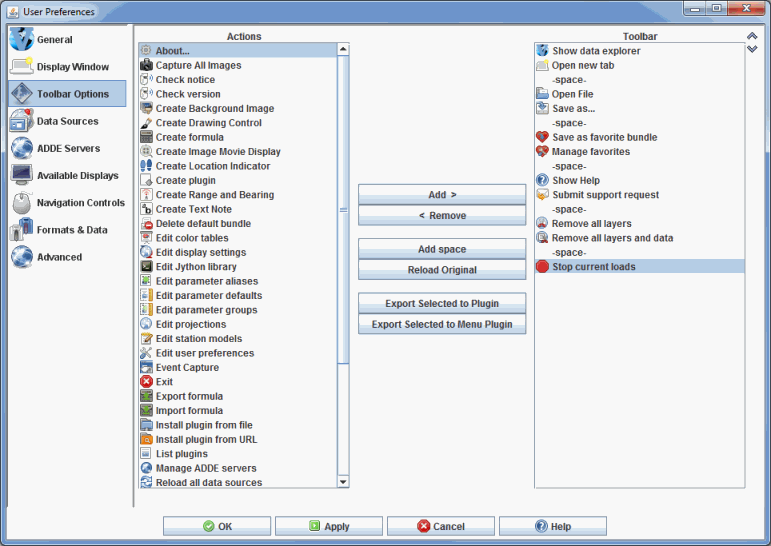 User Preferences
General
Display Window
Toolbar Options
Data Sources
ADDE Servers
Available Displays
Navigation Controls
Formats & Data
Advanced
Actions
About...
Capture All Images
Check notice
Check version
Create Background Image
Create Drawing Control
Create formula
Create Image Movie Display
Create Location Indicator
Create plugin
Create Range and Bearing
Create Text Note
Delete default bundle
Edit color tables
Edit display settings
Edit Jython library
Edit parameter aliases
Edit parameter defaults
Edit parameter groups
Edit projections
Edit station models
Edit user preferences
Event Capture
Exit
Export formula
Import formula
Install plugin from file
Install plugin from URL
List plugins
Manage ADDE servers
Reload all data sources
Add >
< Remove
Add space
Reload Original
Export Selected to Plugin
Export Selected to Menu Plugin
Toolbar
Show data explorer
Open new tab
-space-
Open File
Save as...
-space-
Save as favorite bundle
Manage favorites
-space-
Show Help
Submit support request
-space-
Remove all layers
Remove all layers and data
-space-
Stop current loads
OK
Apply
Cancel
Help